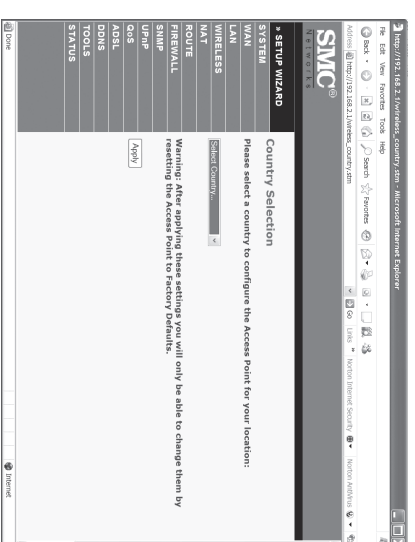 http://192.168.2.1/wireless_country.stm - Microsoft Internet Explorer
File Edit View Favorites Tools Help
Back Search Favorites
Address http://192.168.2.1/wireless_country.stm Go Links » Norton Internet Security Norton AntiVirus
SMC®
Networks
» SETUP WIZARD
SYSTEM
WAN
LAN
WIRELESS
NAT
ROUTE
FIREWALL
SNMP
UPnP
QoS
ADSL
DDNS
TOOLS
STATUS
Country Selection
Please select a country to configure the Access Point for your location:
Select Country...
Warning: After applying these settings you will only be able to change them by
resetting the Access Point to Factory Defaults.
Apply
Done
Internet